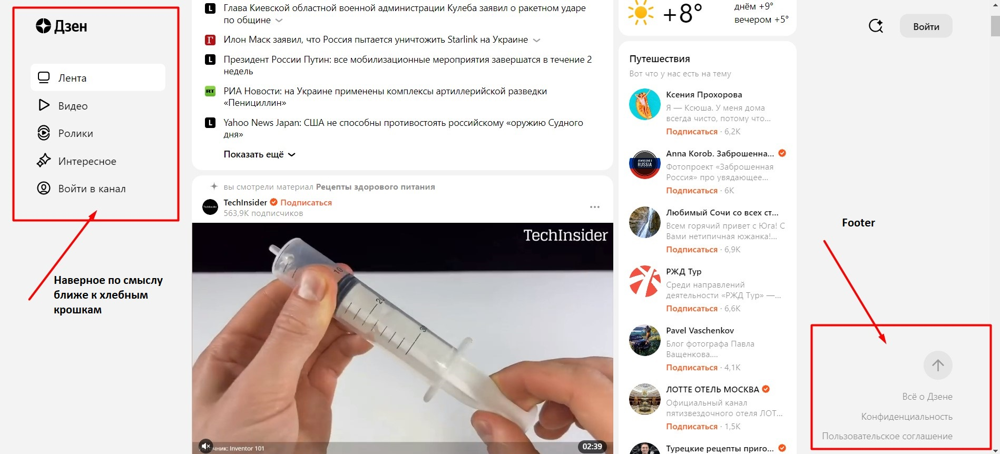 Дзен
Лента
Видео
Ролики
Интересное
Войти в канал
Наверное по смыслу
ближе к хлебным
крошкам
Глава Киевской областной военной администрации Кулеба заявил о ракетном ударе
по общине
Илон Маск заявил, что Россия пытается уничтожить Starlink на Украине
Президент России Путин: все мобилизационные мероприятия завершатся в течение 2
недель
RT
РИА Новости: на Украине применены комплексы артиллерийской разведки
«Пенициллин»
Yahoo News Japan: США не способны противостоять российскому «оружию Судного
дня»
Показать ещё
вы смотрели материал Рецепты здорового питания
TechInsider Подписаться
563,9K подписчиков
TechInsider
10
20
30
чник: Inventor 101
02:39
+8°
днём +9°
вечером +5°
Путешествия
Вот что у нас есть на тему
Ксения Прохорова
Я — Ксюша. У меня дома
всегда чисто, потому что...
Подписаться · 6,2K
Anna Korob. Заброшенна...
Фотопроект «Заброшенная
Россия» про увядающее...
Подписаться · 6K
Любимый Сочи со всех ст...
Всем горячий привет с Юга! С
Вами нетипичная южанка!...
Подписаться · 6,9K
РЖД Тур
Среди направлений
деятельности «РЖД Тур» —...
Подписаться · 6,6K
Pavel Vaschenkov
Блог фотографа Павла
Ващенкова....
Подписаться · 4,1K
ЛОТТЕ ОТЕЛЬ МОСКВА
Официальный канал
пятизвездочного отеля ЛОТ...
Подписаться · 1,5K
Турецкие рецепты приго...
Войти
Footer
Всё о Дзене
Конфиденциальность
Пользовательское соглашение